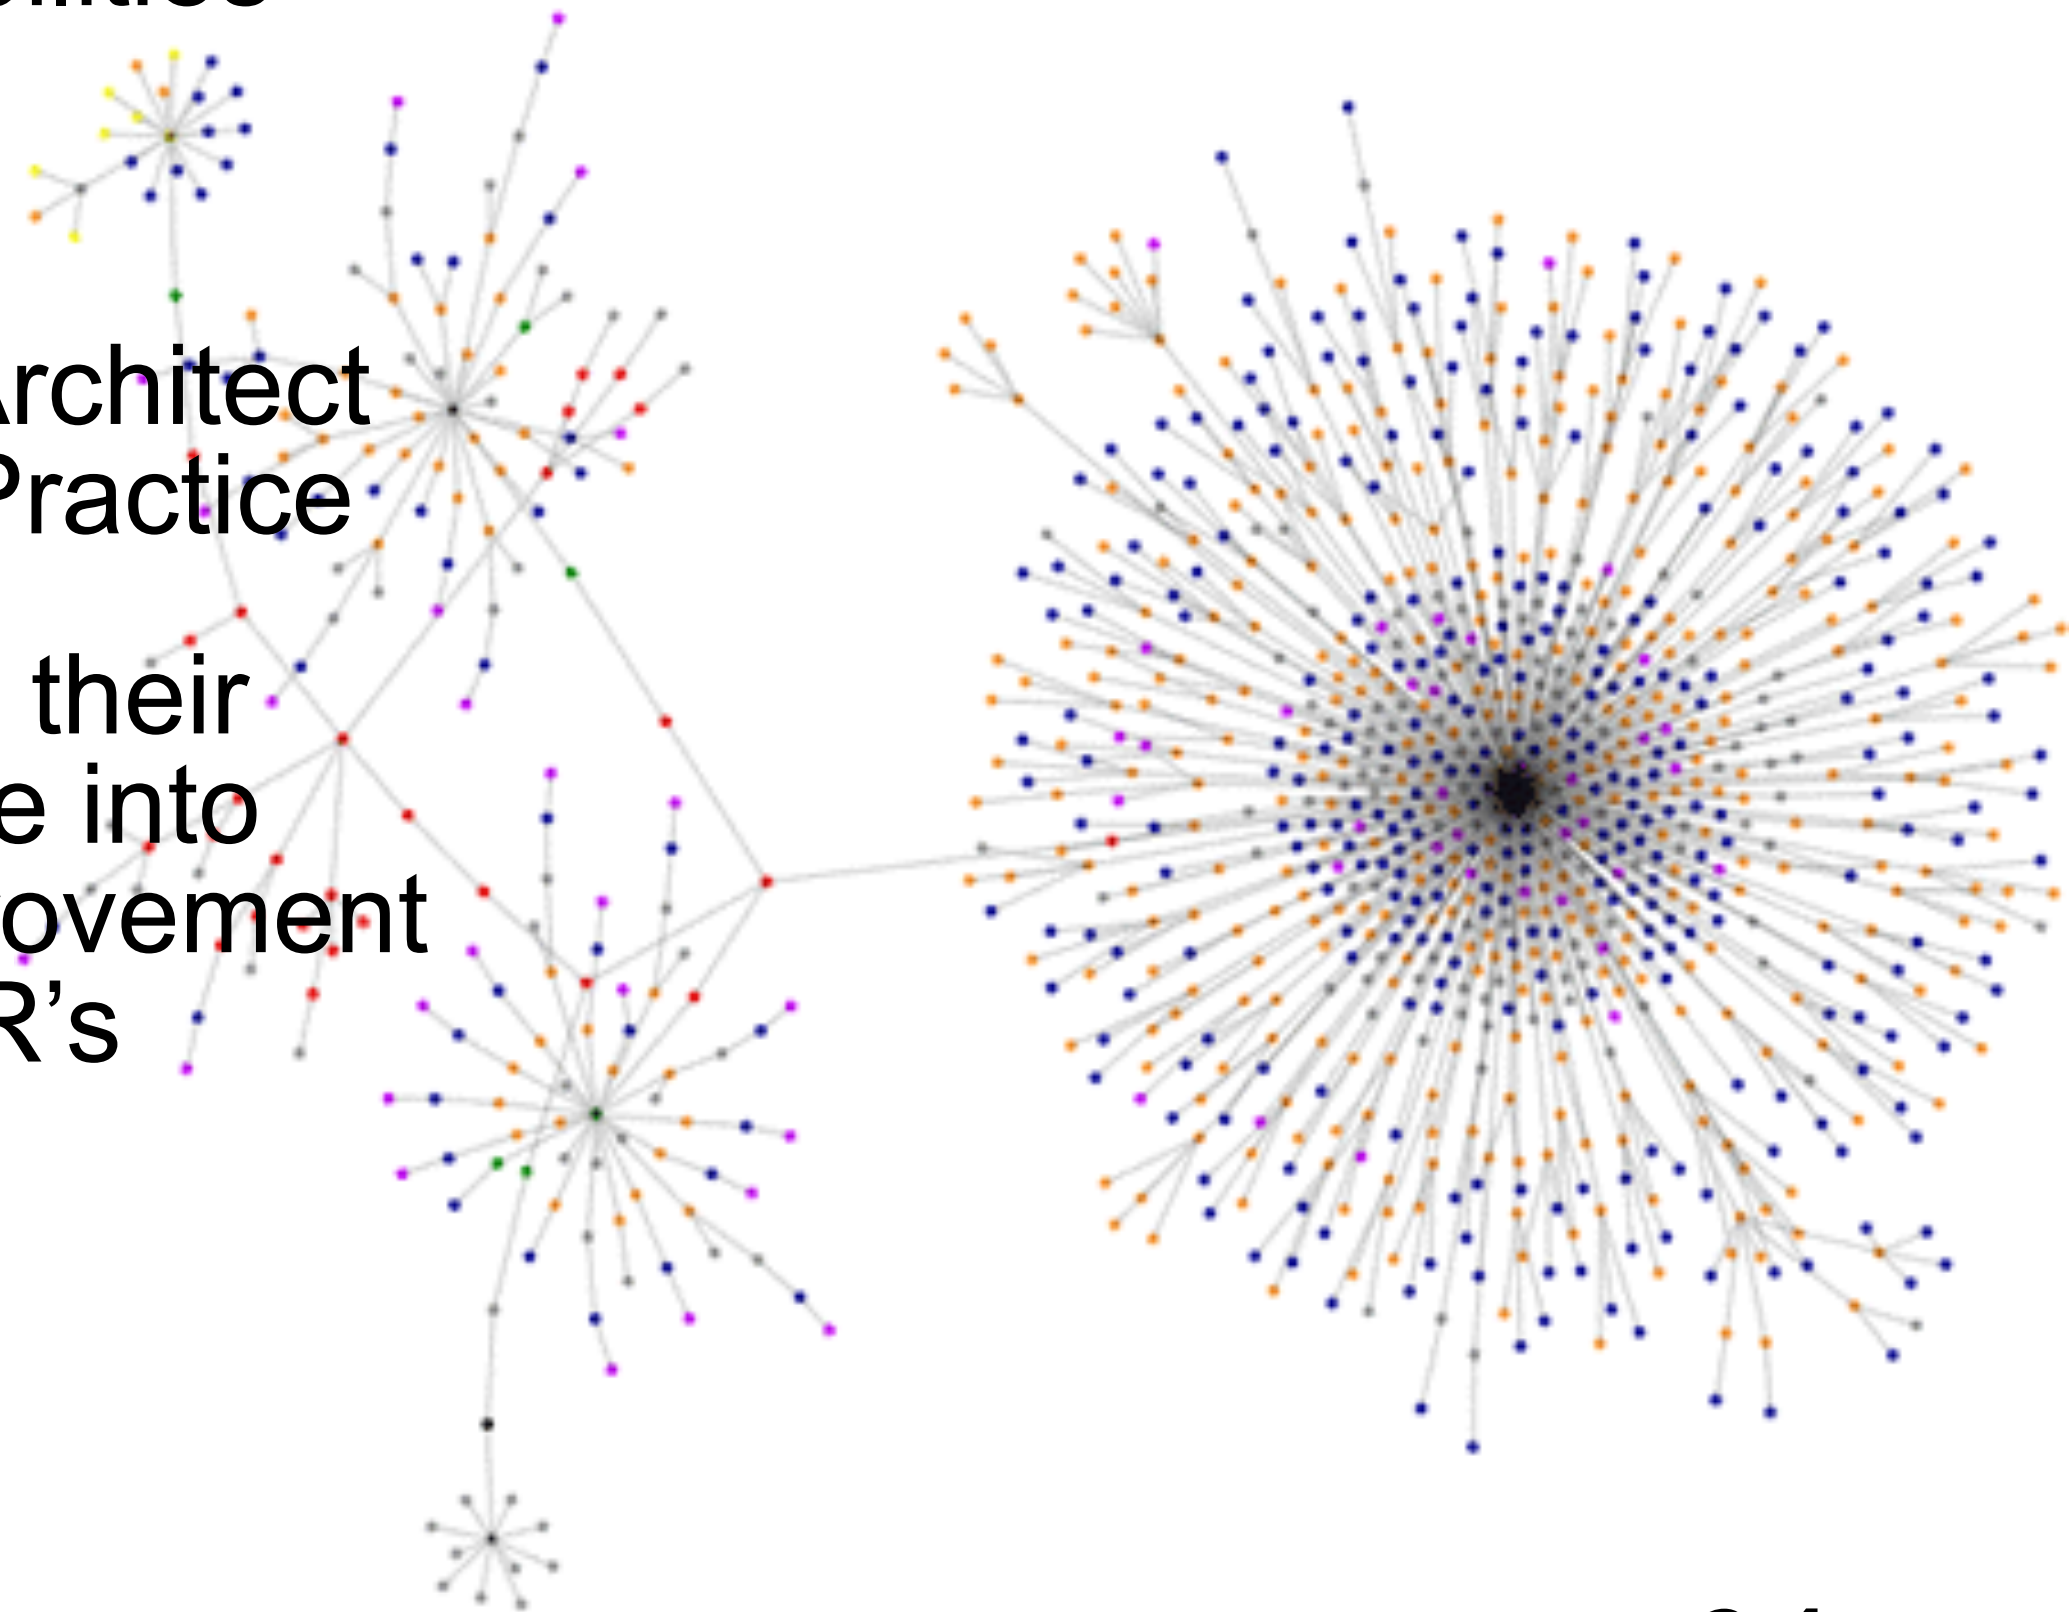 Architect
Practice
their
e into
ovement
R's